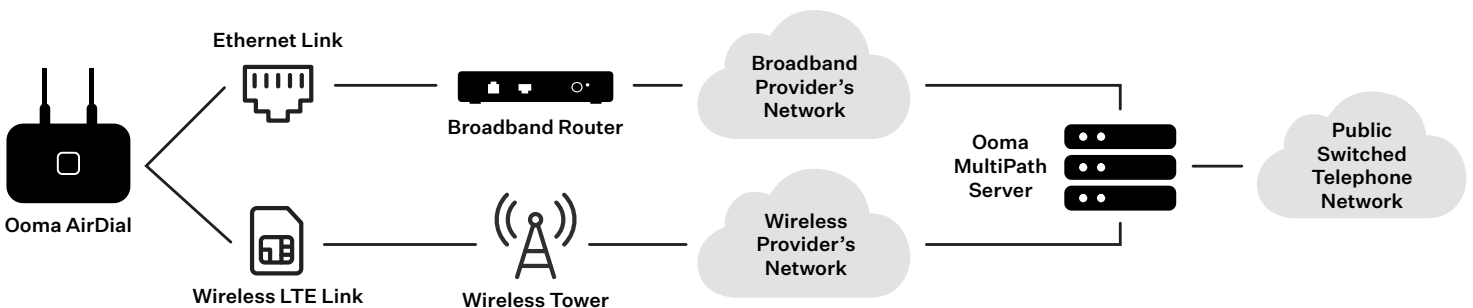 Ethernet Link
Broadband Router
Broadband
Provider's
Network
Ooma AirDial
Ooma
MultiPath
Server
Public
Switched
Telephone
Network
Wireless LTE Link
Wireless Tower
Wireless
Provider's
Network